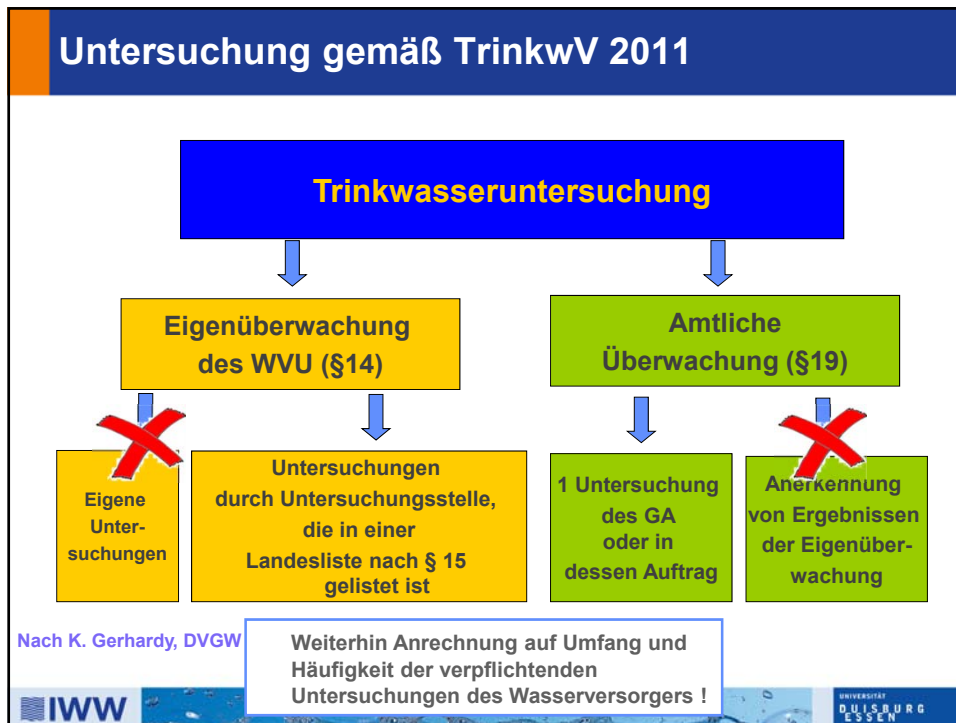 Untersuchung gemäß TrinkwV 2011
Trinkwasseruntersuchung
Eigenüberwachung
des WVU (§14)
Amtliche
Überwachung (§19)
Eigene
Unter-
suchungen
Untersuchungen
durch Untersuchungsstelle,
die in einer
Landesliste nach § 15
gelistet ist
1 Untersuchung
des GA
oder in
dessen Auftrag
Anerkennung
von Ergebnissen
der Eigenüber-
wachung
Nach K. Gerhardy, DVGW
Weiterhin Anrechnung auf Umfang und
Häufigkeit der verpflichtenden
Untersuchungen des Wasserversorgers !
IWW
UNIVERSITÄT
DUISBURG
ESSEN